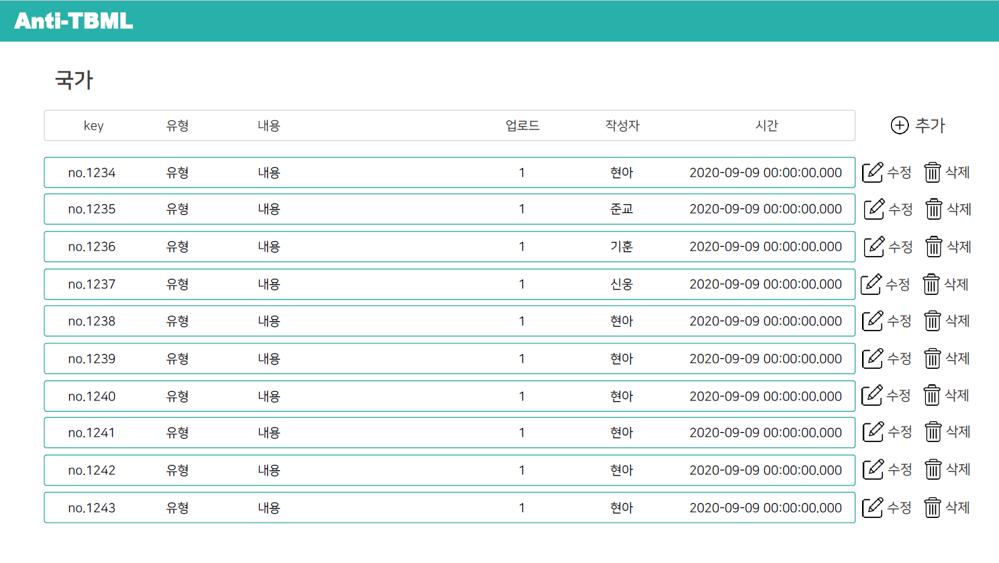 Anti-TBML
국가
key 유형 내용 업로드 작성자 시간 추가
no.1234 유형 내용 1 현아 2020-09-09 00:00:00.000 수정 삭제
no.1235 유형 내용 1 준교 2020-09-09 00:00:00.000 수정 삭제
no.1236 유형 내용 1 기훈 2020-09-09 00:00:00.000 수정 삭제
no.1237 유형 내용 1 신웅 2020-09-09 00:00:00.000 수정 삭제
no.1238 유형 내용 1 현아 2020-09-09 00:00:00.000 수정 삭제
no.1239 유형 내용 1 현아 2020-09-09 00:00:00.000 수정 삭제
no.1240 유형 내용 1 현아 2020-09-09 00:00:00.000 수정 삭제
no.1241 유형 내용 1 현아 2020-09-09 00:00:00.000 수정 삭제
no.1242 유형 내용 1 현아 2020-09-09 00:00:00.000 수정 삭제
no.1243 유형 내용 1 현아 2020-09-09 00:00:00.000 수정 삭제